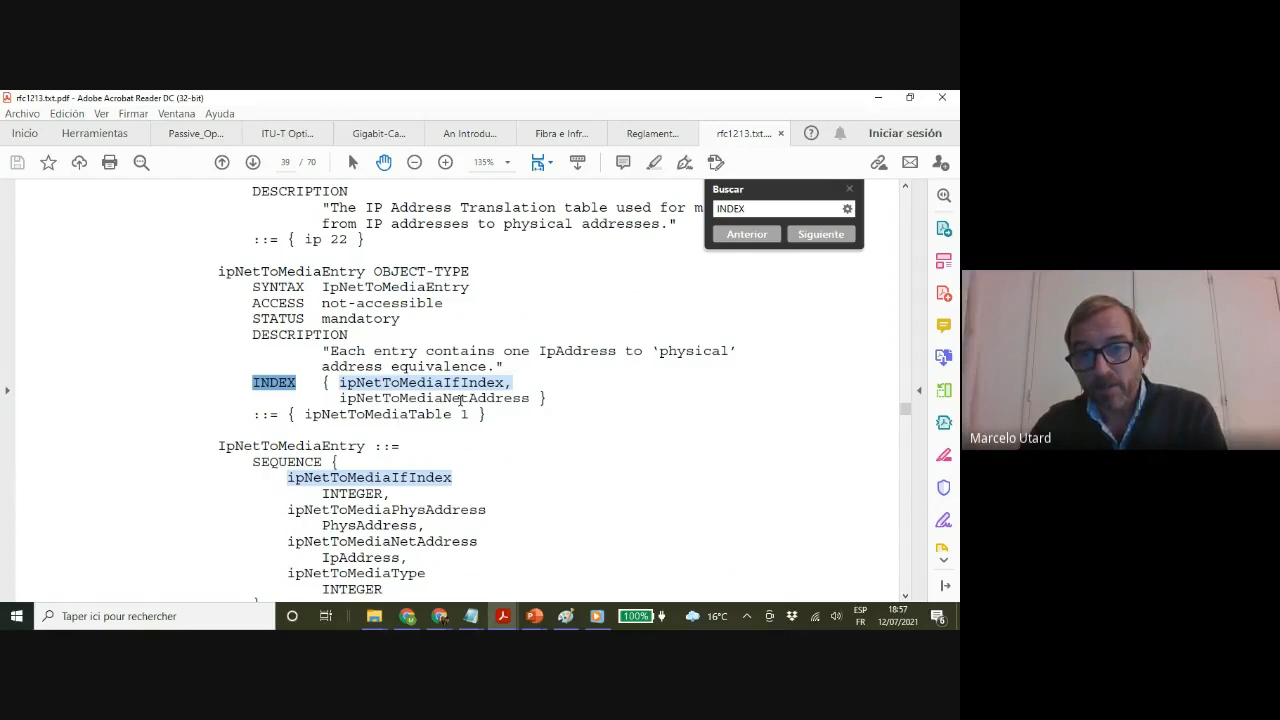 rfc1213.txt.pdf - Adobe Acrobat Reader DC (32-bit)
Archivo Edición Ver Firmar Ventana Ayuda
Inicio Herramientas Passive_Op... ITU-T Opti... Gigabit-Ca... An Introdu... Fibra e Infr... Reglament... rfc1213.txt.... × Iniciar sesión
39 / 70 135%
Buscar
INDEX
Anterior Siguiente
DESCRIPTION
"The IP Address Translation table used for m
from IP addresses to physical addresses."
::= { ip 22 }
ipNetToMediaEntry OBJECT-TYPE
SYNTAX IpNetToMediaEntry
ACCESS not-accessible
STATUS mandatory
DESCRIPTION
"Each entry contains one IpAddress to ‘physical’
address equivalence."
INDEX { ipNetToMediaIfIndex,
ipNetToMediaNetAddress }
::= { ipNetToMediaTable 1 }
IpNetToMediaEntry ::=
SEQUENCE {
ipNetToMediaIfIndex
INTEGER,
ipNetToMediaPhysAddress
PhysAddress,
ipNetToMediaNetAddress
IpAddress,
ipNetToMediaType
INTEGER
Marcelo Utard
Taper ici pour rechercher
100%
16°C
ESP
FR
18:57
12/07/2021
6